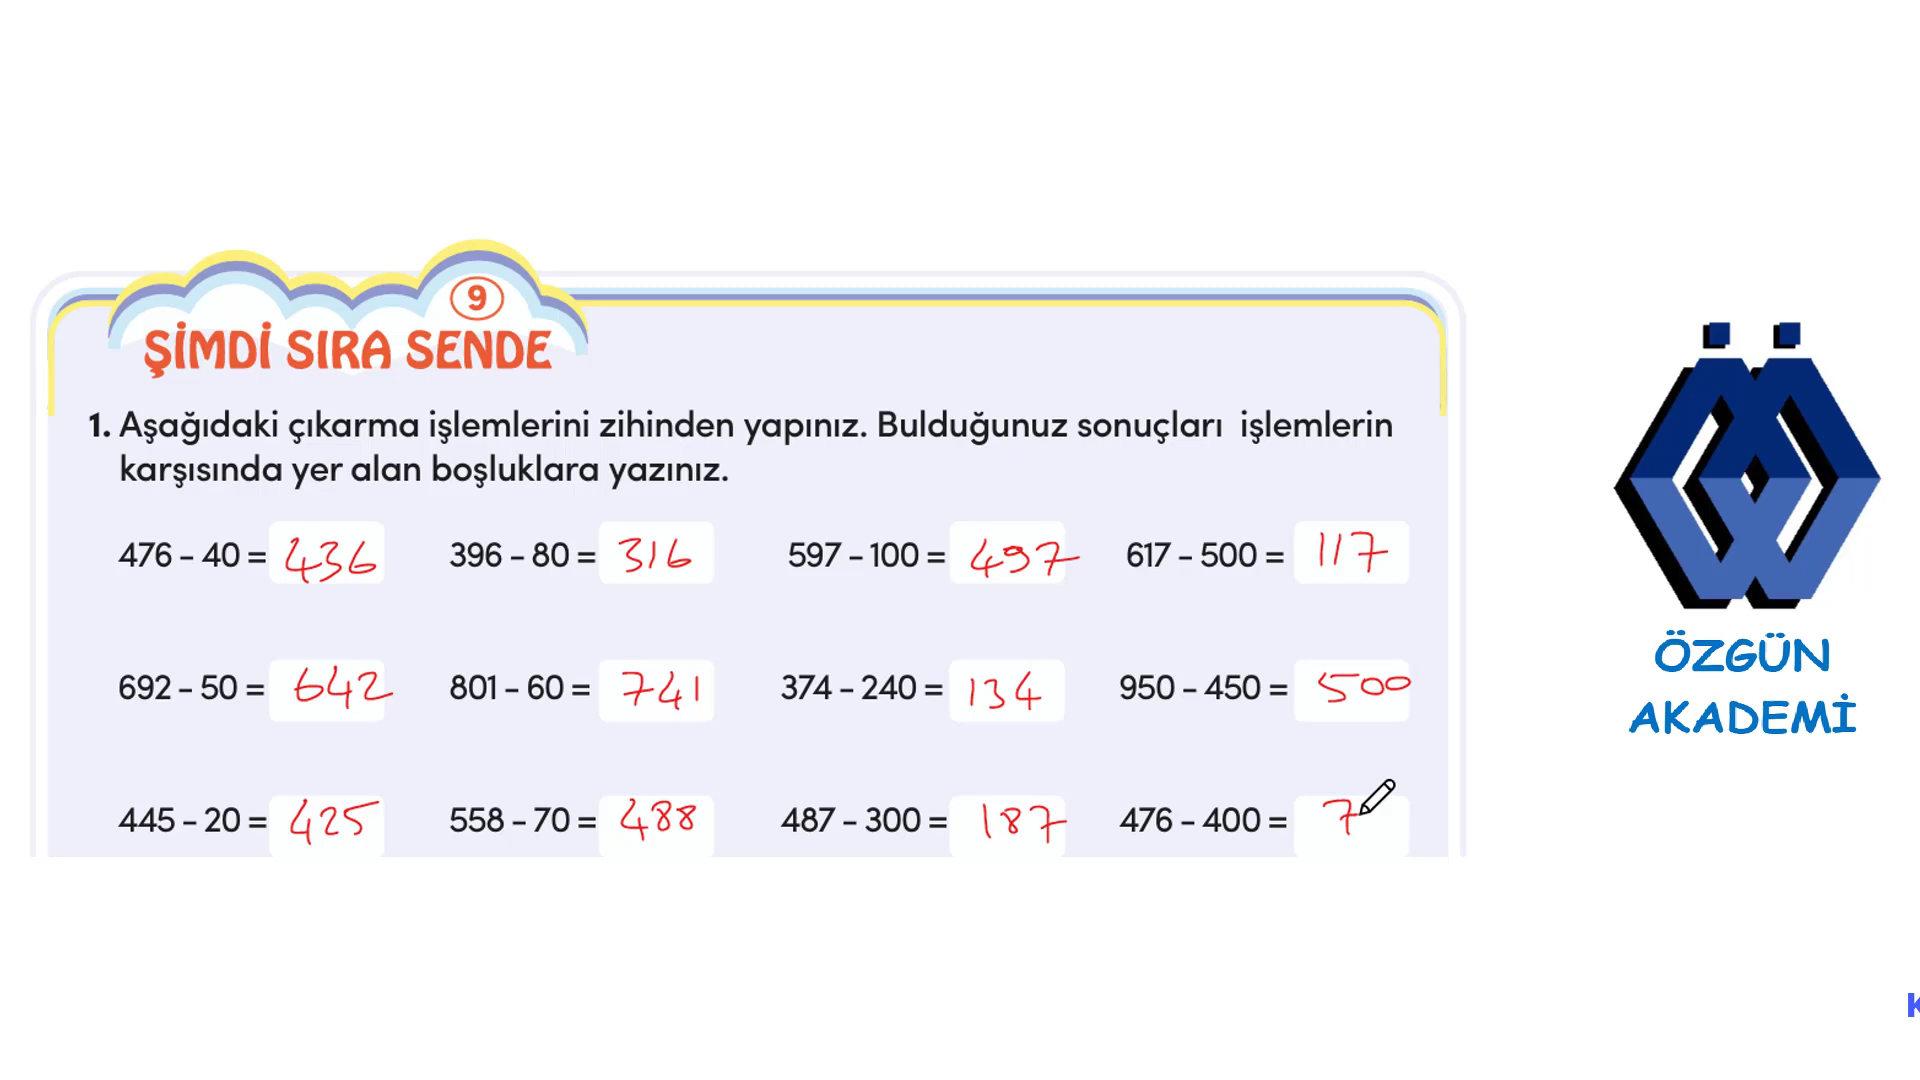 9
ŞİMDİ SIRA SENDE
1. Aşağıdaki çıkarma işlemlerini zihinden yapınız. Bulduğunuz sonuçları işlemlerin
karşısında yer alan boşluklara yazınız.
476 – 40 = 436 396 – 80 = 316 597 – 100 = 497 617 – 500 = 117
692 – 50 = 642 801 – 60 = 741 374 – 240 = 134 950 – 450 = 500
445 – 20 = 425 558 – 70 = 488 487 – 300 = 187 476 – 400 = 7
ÖZGÜN
AKADEMİ
K